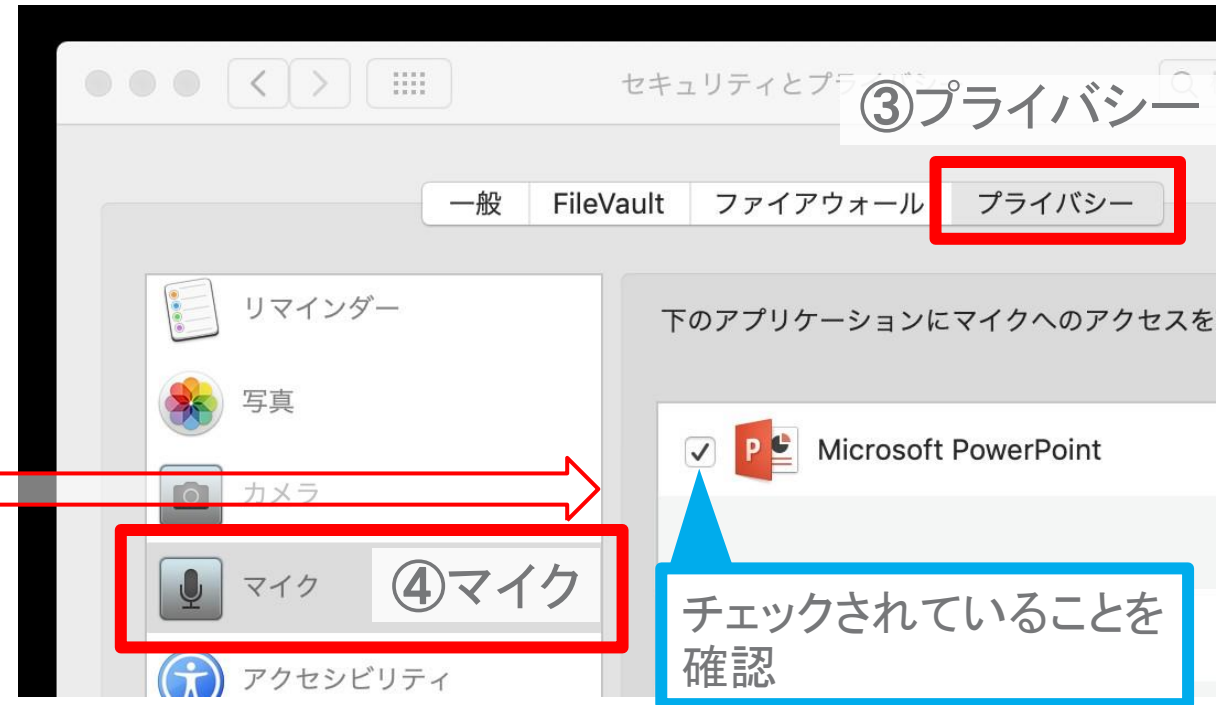 セキュリティとプライバシー
③プライバシー
一般 FileVault ファイアウォール プライバシー
リマインダー
下のアプリケーションにマイクへのアクセスを
写真
Microsoft PowerPoint
カメラ
マイク
④マイク
チェックされていることを
確認
アクセシビリティ